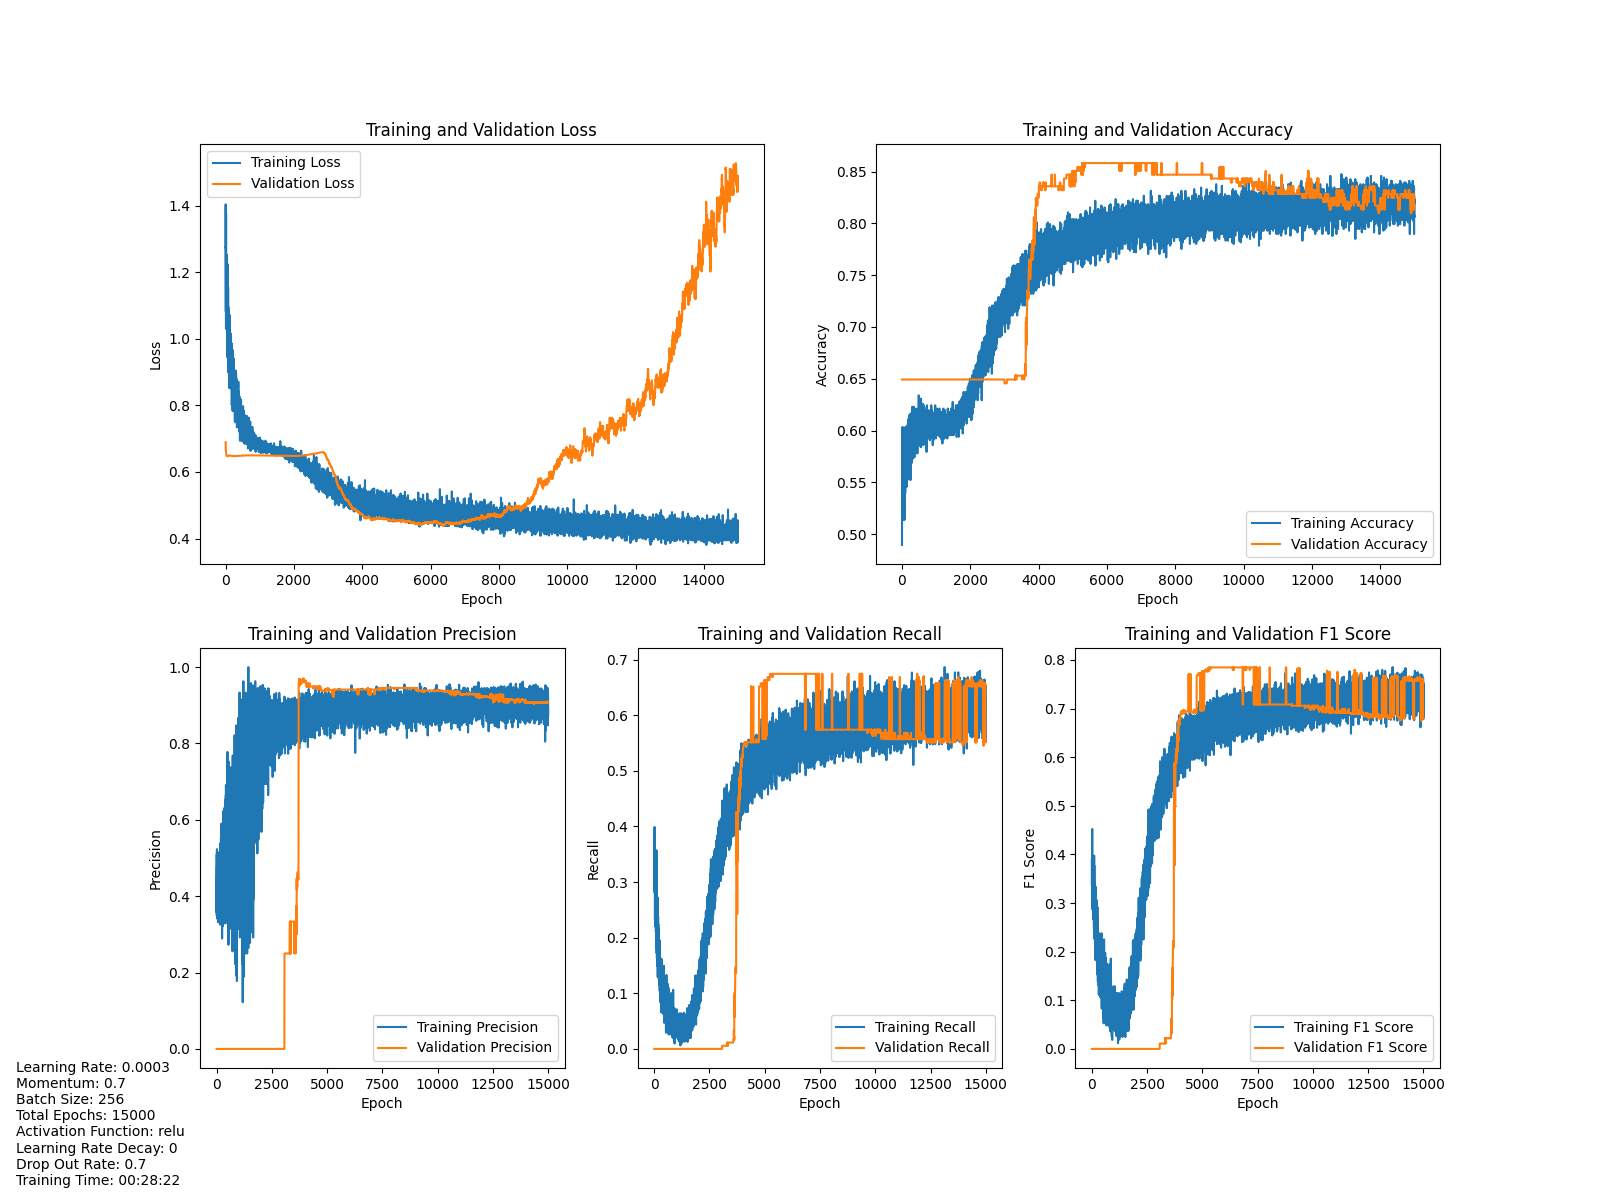 Training and Validation Loss
Training Loss
Validation Loss
1.4
1.2
1.0
0.8
0.6
0.4
Loss
0 2000 4000 6000 8000 10000 12000 14000
Epoch
Training and Validation Accuracy
0.85
0.80
0.75
0.70
0.65
0.60
0.55
0.50
Accuracy
Training Accuracy
Validation Accuracy
0 2000 4000 6000 8000 10000 12000 14000
Epoch
Training and Validation Precision
1.0
0.8
0.6
0.4
0.2
0.0
Precision
Training Precision
Validation Precision
0 2500 5000 7500 10000 12500 15000
Epoch
Training and Validation Recall
0.7
0.6
0.5
0.4
0.3
0.2
0.1
0.0
Recall
Training Recall
Validation Recall
0 2500 5000 7500 10000 12500 15000
Epoch
Training and Validation F1 Score
0.8
0.7
0.6
0.5
0.4
0.3
0.2
0.1
0.0
F1 Score
Training F1 Score
Validation F1 Score
0 2500 5000 7500 10000 12500 15000
Epoch
Learning Rate: 0.0003
Momentum: 0.7
Batch Size: 256
Total Epochs: 15000
Activation Function: relu
Learning Rate Decay: 0
Drop Out Rate: 0.7
Training Time: 00:28:22